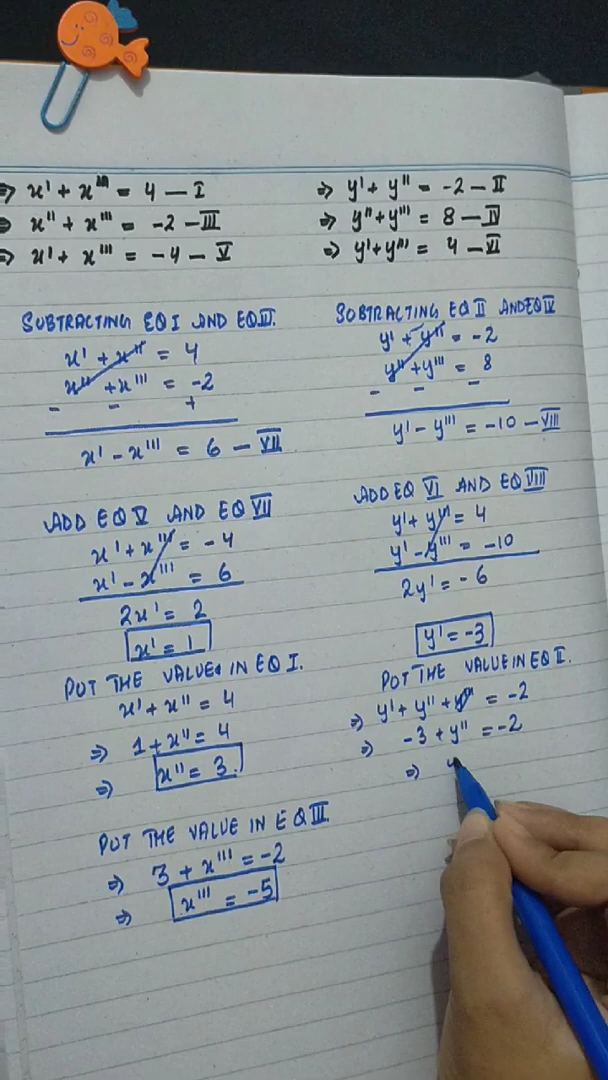 ⇒ x' + x''' = 4 — I
⇒ x'' + x''' = -2 — III
⇒ x' + x''' = -4 — V
⇒ y' + y'' = -2 — II
⇒ y'' + y''' = 8 — IV
⇒ y' + y''' = 4 — VI
SUBTRACTING EQ I AND EQ III.
x' + x'' = 4
x'' + x''' = -2
- - +
x' - x''' = 6 — VII
ADD EQ V AND EQ VII
x' + x''' = -4
x' - x''' = 6
2x' = 2
x' = 1
PUT THE VALUE IN EQ I.
x' + x'' = 4
⇒ 1 + x'' = 4
⇒ x'' = 3.
PUT THE VALUE IN EQ III.
⇒ 3 + x''' = -2
⇒ x''' = -5
SUBTRACTING EQ II AND EQ IV
y' + y'' = -2
y'' + y''' = 8
- - -
y' - y''' = -10 — VIII
ADD EQ VI AND EQ VIII
y' + y''' = 4
y' - y''' = -10
2y' = -6
y' = -3
PUT THE VALUE IN EQ I.
⇒ y' + y'' + = -2
⇒ -3 + y'' = -2
⇒